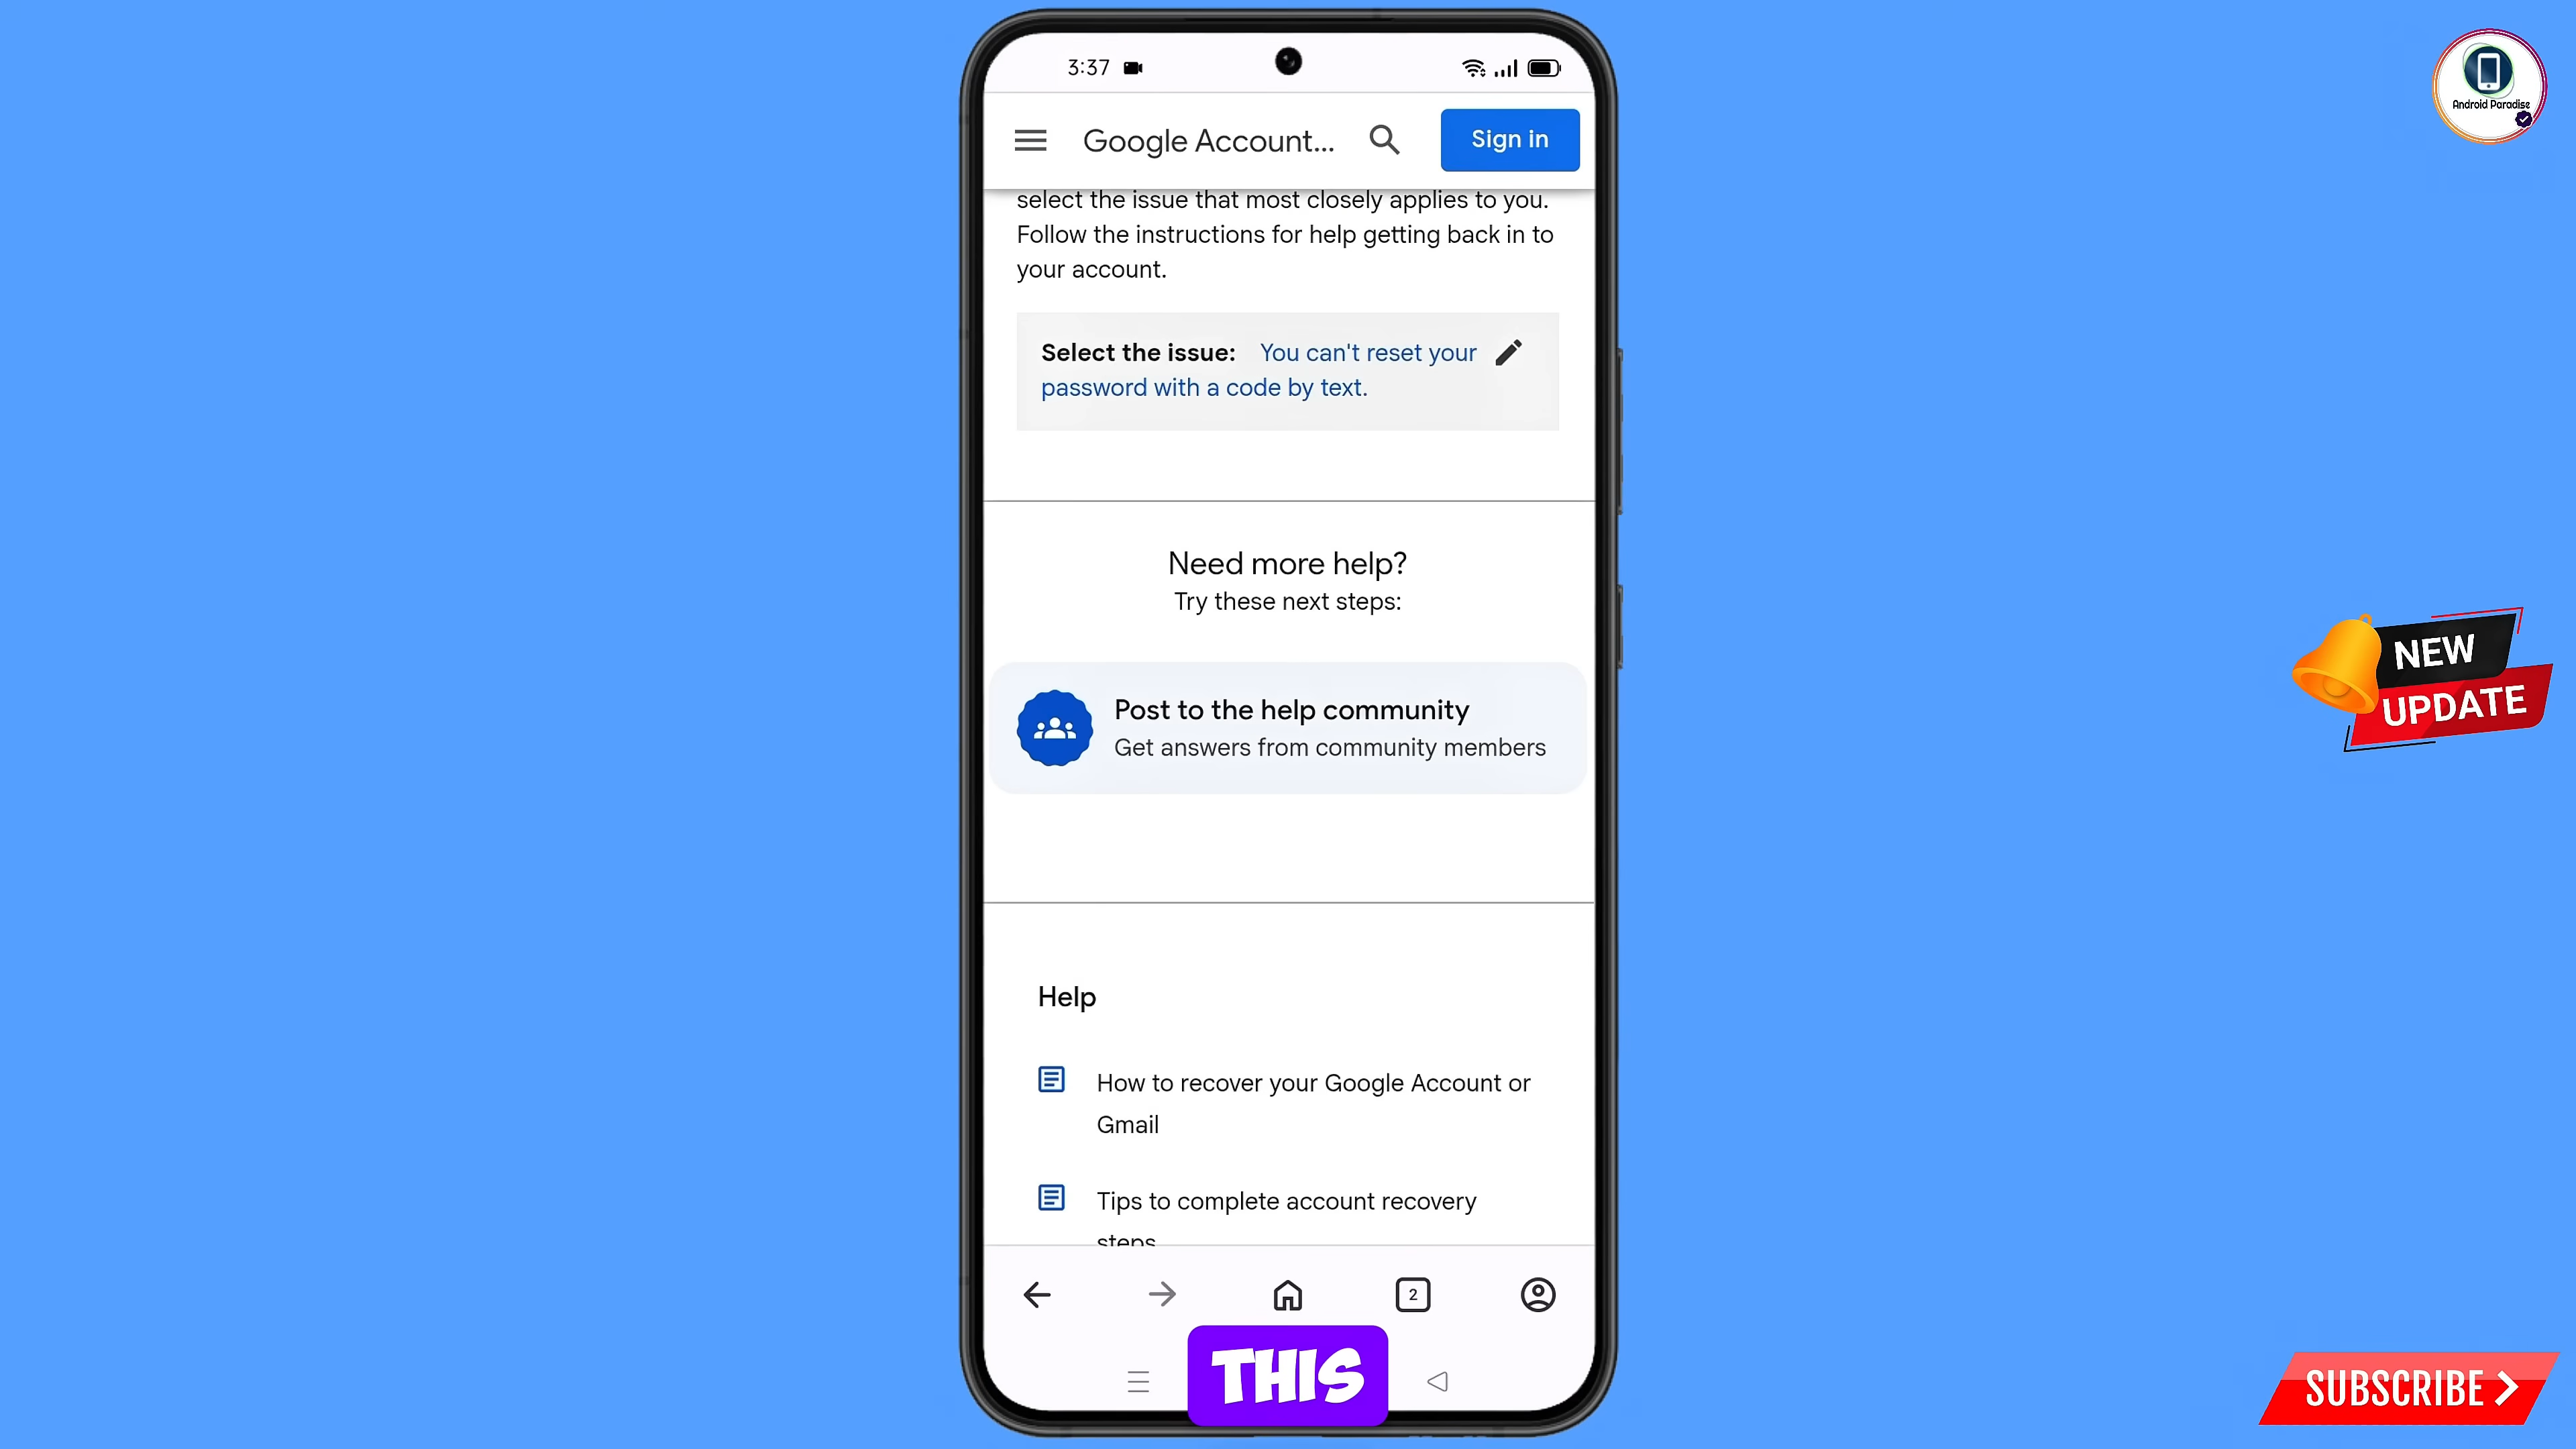 3:37
Android Paradise
Google Account...
Sign in
select the issue that most closely applies to you.
Follow the instructions for help getting back in to
your account.
Select the issue: You can't reset your
password with a code by text.
Need more help?
Try these next steps:
NEW
UPDATE
Post to the help community
Get answers from community members
Help
How to recover your Google Account or
Gmail
Tips to complete account recovery
steps
2
THIS
SUBSCRIBE